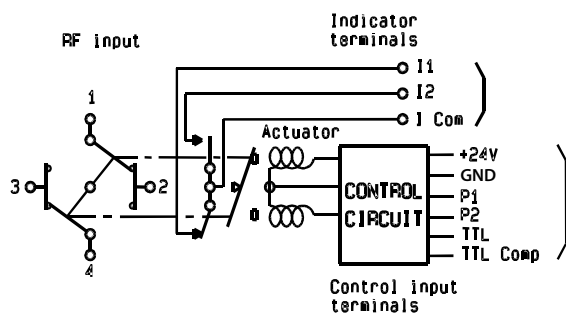 Indicator
terminals
RF input
I1
I2
I Com
1
Actuator
3
2
4
CONTROL
CIRCUIT
+24V
GND
P1
P2
TTL
TTL Comp
Control input
terminals